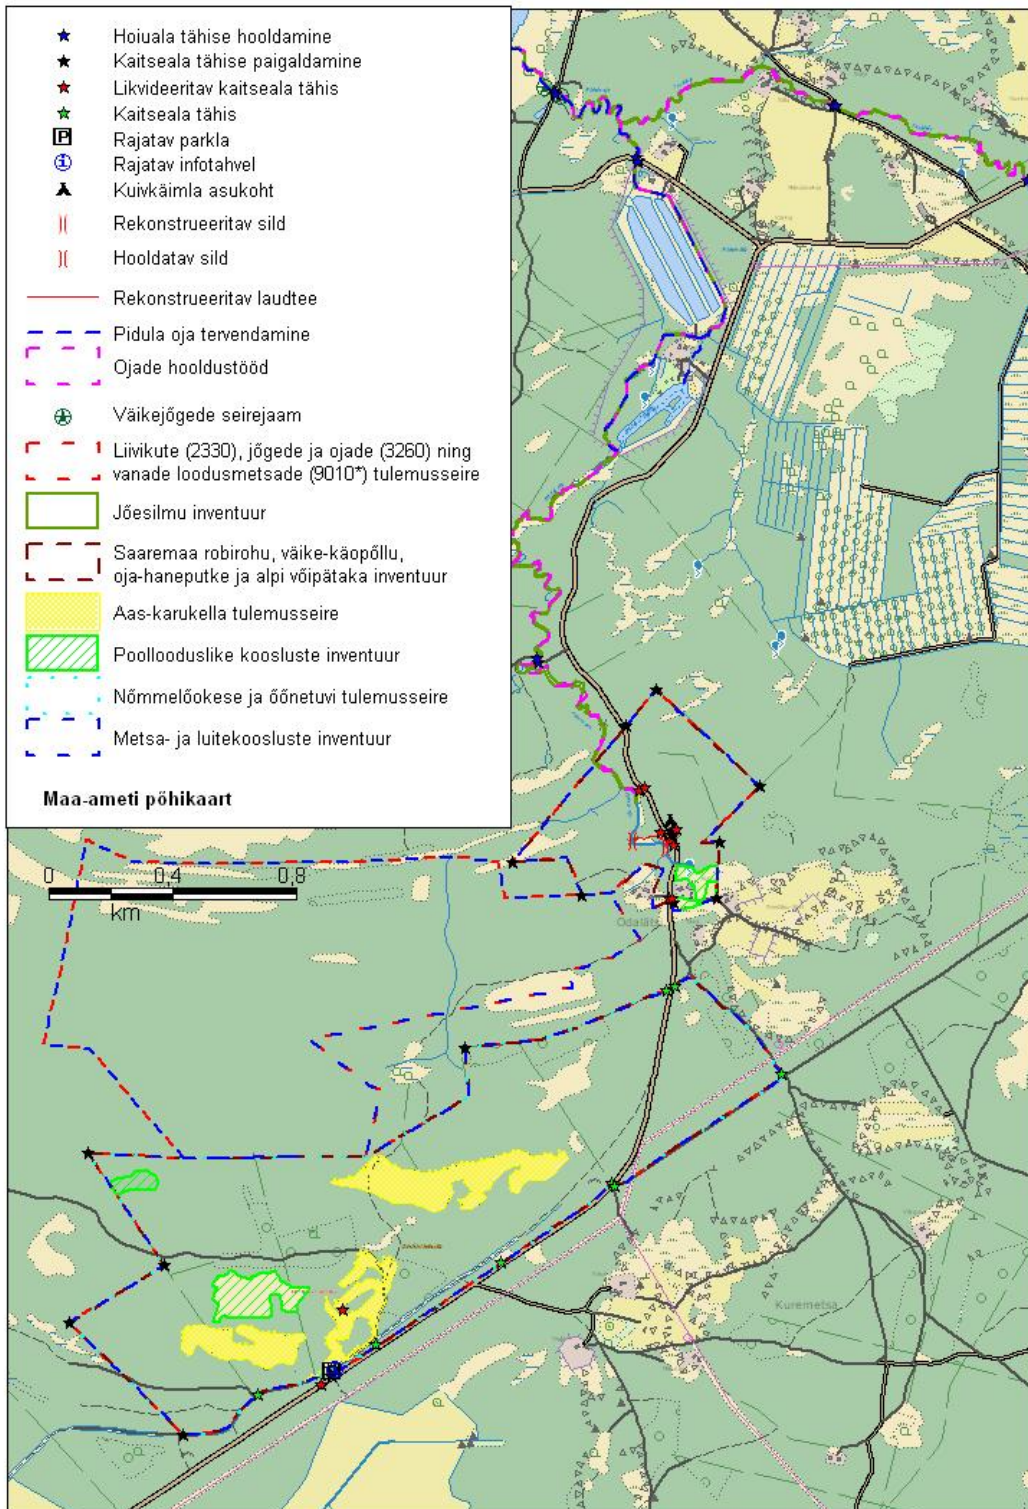 Hoiuala tähise hooldamine
Kaitseala tähise paigaldamine
Likvideeritav kaitseala tähis
Kaitseala tähis
P Rajatav parkla
i Rajatav infotahvel
Kuivkäimla asukoht
Rekonstrueeritav sild
Hooldatav sild
Rekonstrueeritav laudtee
Pidula oja tervendamine
Ojade hooldustööd
Väikejõgede seirejaam
Liivikute (2330), jõgede ja ojade (3260) ning
vanade loodusmetsade (9010*) tulemusseire
Jõesilmu inventuur
Saaremaa robirohu, väike-käopõllu,
oja-haneputke ja alpi võipätaka inventuur
Aas-karukella tulemusseire
Poollooduslike koosluste inventuur
Nõmmelõokese ja õõnetuvi tulemusseire
Metsa- ja luitekoosluste inventuur
Maa-ameti põhikaart
0 0,4 0,8
km
Odalätsi
Kuremetsa